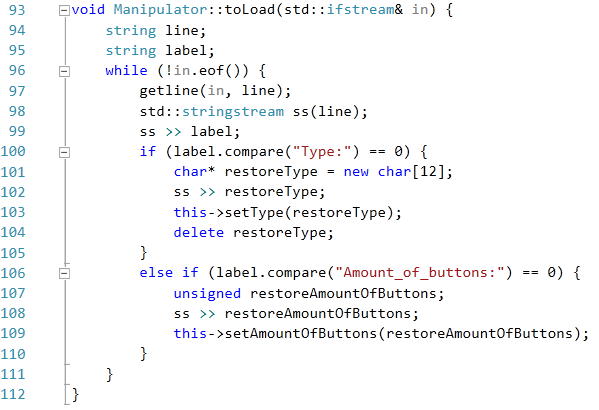 93 void Manipulator::toLoad(std::ifstream& in) {
94     string line;
95     string label;
96     while (!in.eof()) {
97         getline(in, line);
98         std::stringstream ss(line);
99         ss >> label;
100         if (label.compare("Type:") == 0) {
101             char* restoreType = new char[12];
102             ss >> restoreType;
103             this->setType(restoreType);
104             delete restoreType;
105         }
106         else if (label.compare("Amount_of_buttons:") == 0) {
107             unsigned restoreAmountOfButtons;
108             ss >> restoreAmountOfButtons;
109             this->setAmountOfButtons(restoreAmountOfButtons);
110         }
111     }
112 }